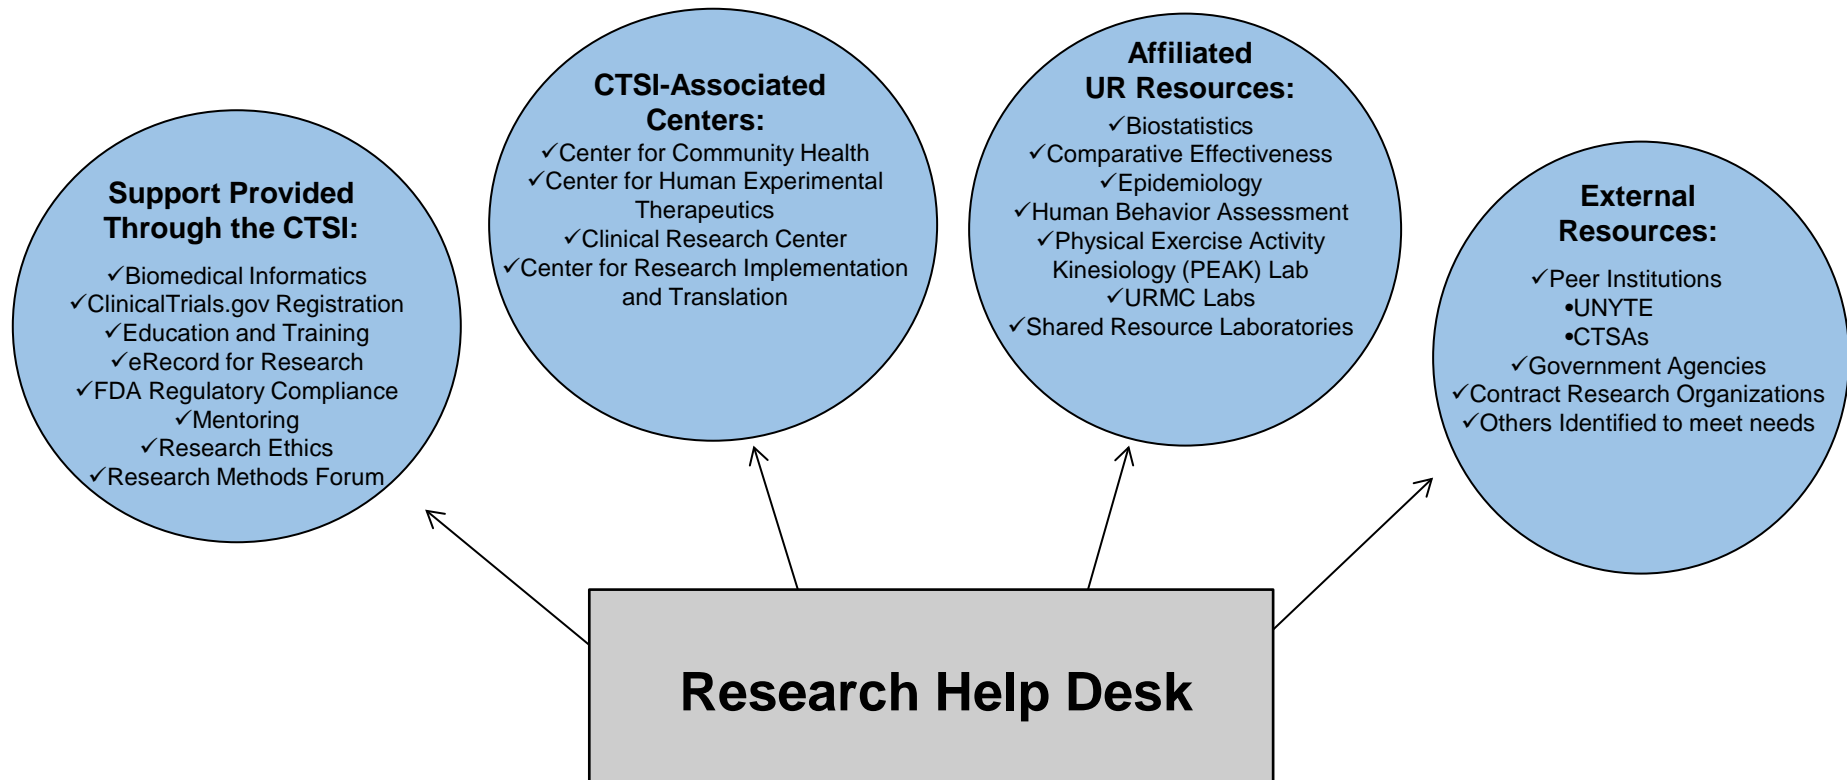 Support Provided
Through the CTSI:
✓Biomedical Informatics
✓ClinicalTrials.gov Registration
✓Education and Training
✓eRecord for Research
✓FDA Regulatory Compliance
✓Mentoring
✓Research Ethics
✓Research Methods Forum
CTSI-Associated
Centers:
✓Center for Community Health
✓Center for Human Experimental
Therapeutics
✓Clinical Research Center
✓Center for Research Implementation
and Translation
Affiliated
UR Resources:
✓Biostatistics
✓Comparative Effectiveness
✓Epidemiology
✓Human Behavior Assessment
✓Physical Exercise Activity
Kinesiology (PEAK) Lab
✓URMC Labs
✓Shared Resource Laboratories
External
Resources:
✓Peer Institutions
•UNYTE
•CTSAs
✓Government Agencies
✓Contract Research Organizations
✓Others Identified to meet needs
Research Help Desk